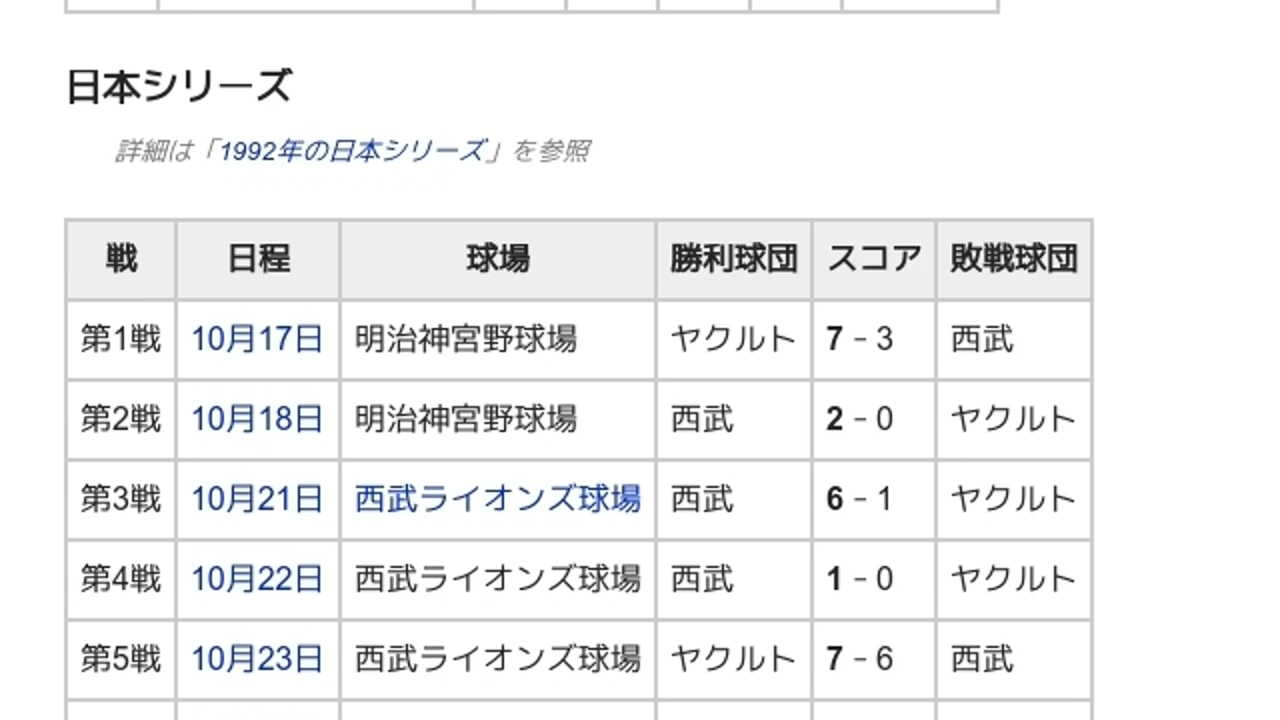 日本シリーズ
詳細は「1992年の日本シリーズ」を参照
戦 日程 球場 勝利球団 スコア 敗戦球団
第1戦 10月17日 明治神宮野球場 ヤクルト 7 - 3 西武
第2戦 10月18日 明治神宮野球場 西武 2 - 0 ヤクルト
第3戦 10月21日 西武ライオンズ球場 西武 6 - 1 ヤクルト
第4戦 10月22日 西武ライオンズ球場 西武 1 - 0 ヤクルト
第5戦 10月23日 西武ライオンズ球場 ヤクルト 7 - 6 西武